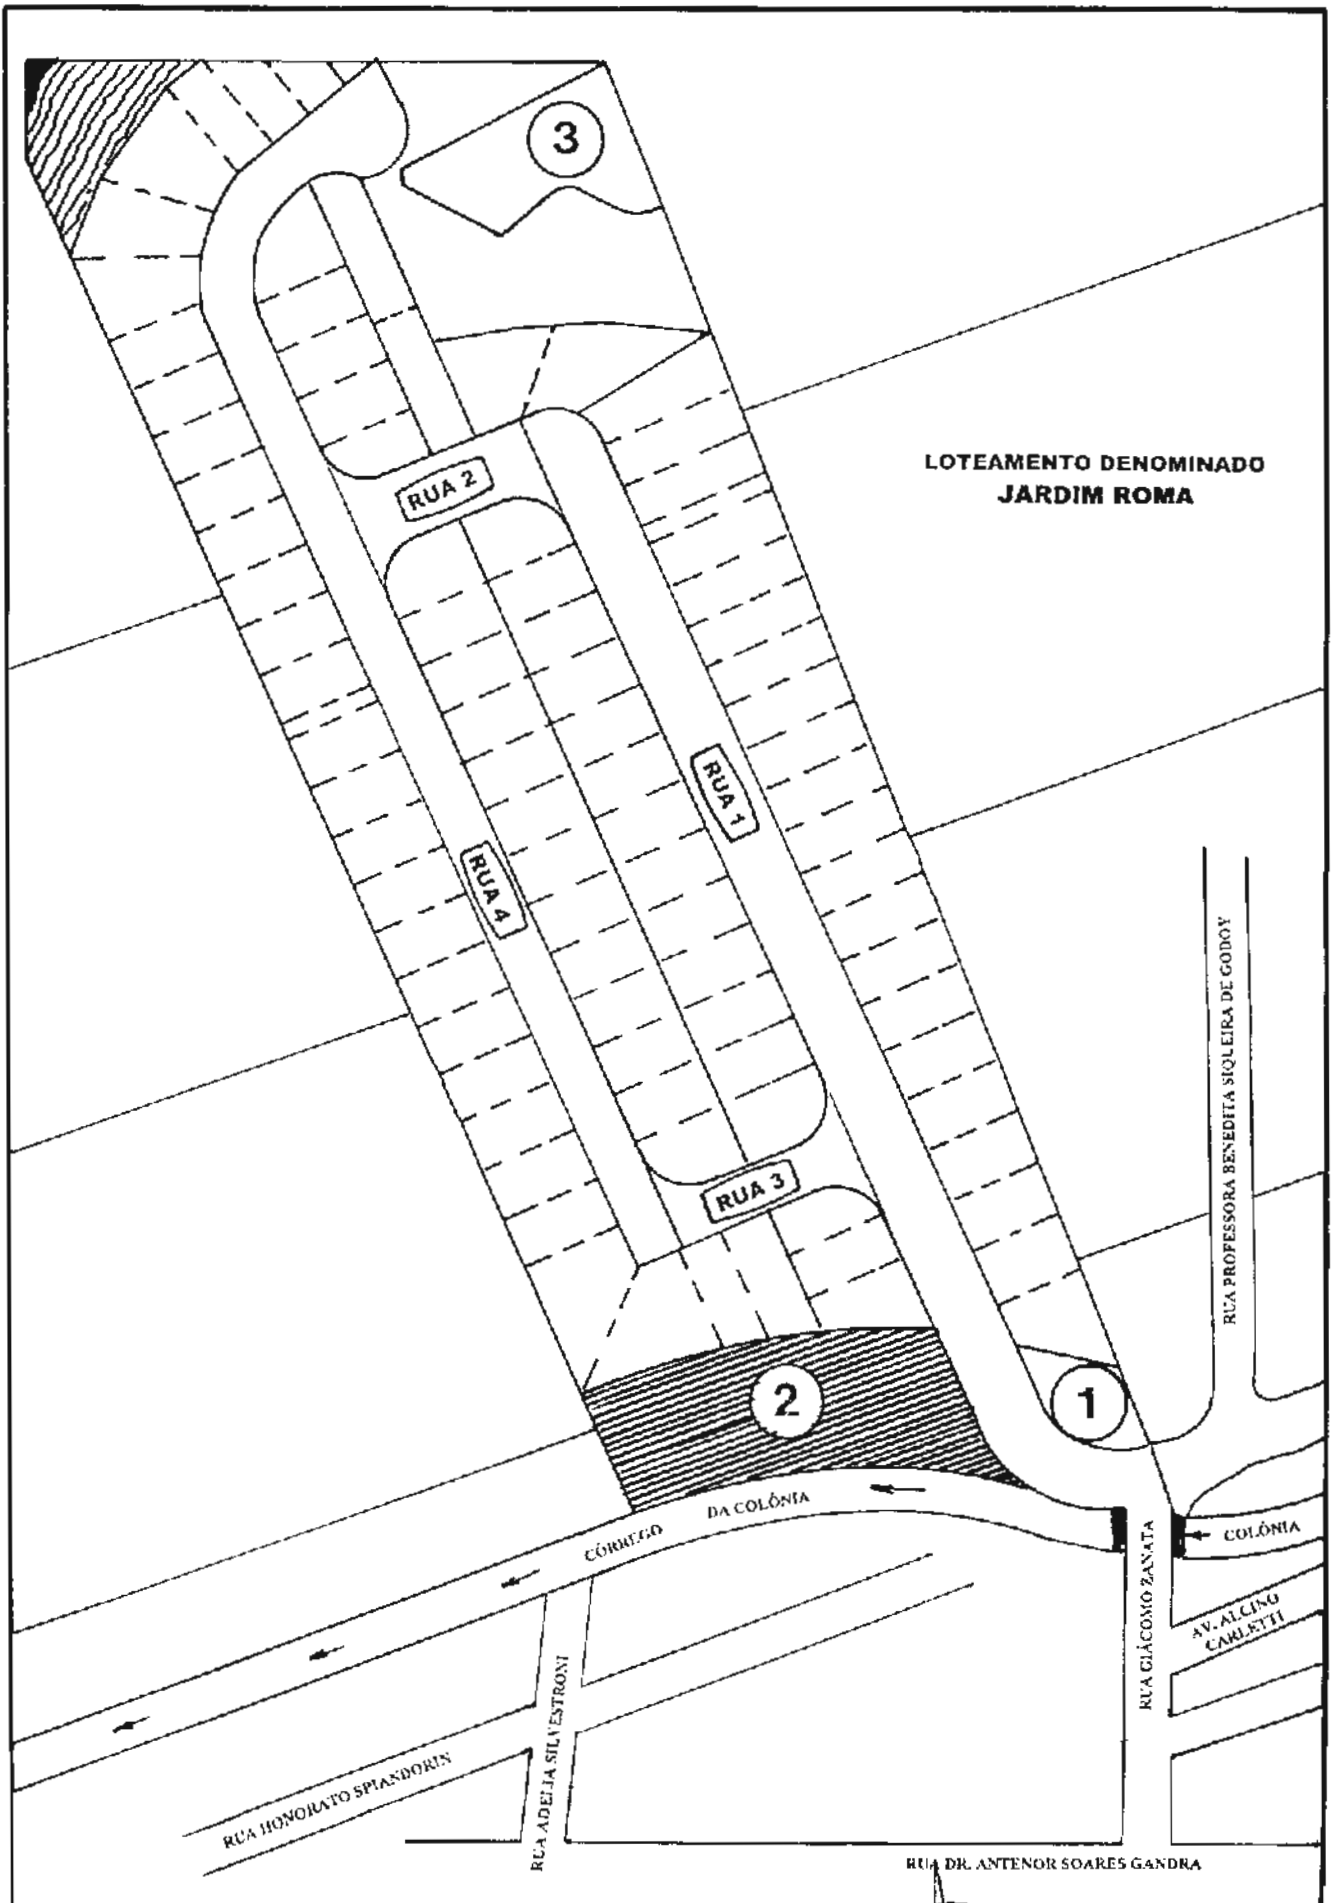 3
LOTEAMENTO DENOMINADO
JARDIM ROMA
RUA 2
RUA 1
RUA 4
RUA PROFESSORA BENEDITA SIQUEIRA DE GODOY
RUA 3
2
1
CÓRREGO DA COLÔNIA
COLÔNIA
RUA GIÁCOMO ZANATA
AV. ALCINO
CARLETTI
RUA ADELIA SILVESTRONI
RUA HONORATO SPIANDORIN
RUA DR. ANTENOR SOARES GANDRA